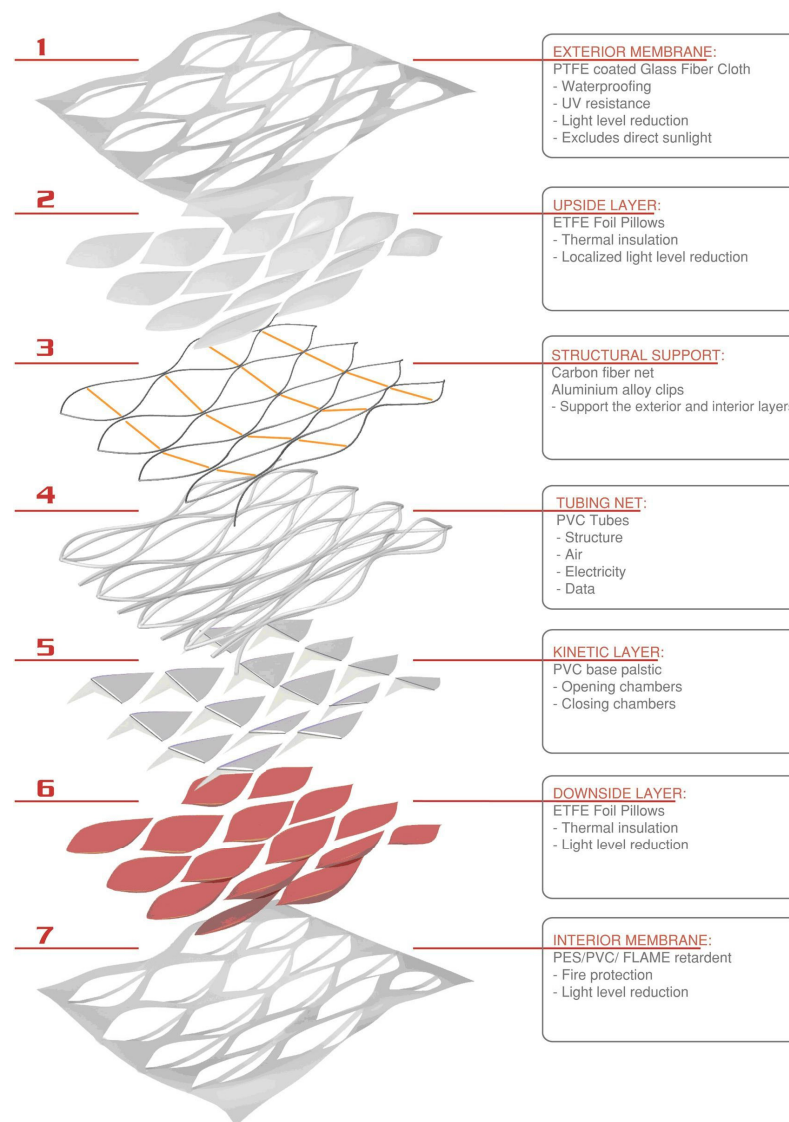 1
EXTERIOR MEMBRANE:
PTFE coated Glass Fiber Cloth
- Waterproofing
- UV resistance
- Light level reduction
- Excludes direct sunlight
2
UPSIDE LAYER:
ETFE Foil Pillows
- Thermal insulation
- Localized light level reduction
3
STRUCTURAL SUPPORT:
Carbon fiber net
Aluminium alloy clips
- Support the exterior and interior layers
4
TUBING NET:
PVC Tubes
- Structure
- Air
- Electricity
- Data
5
KINETIC LAYER:
PVC base palstic
- Opening chambers
- Closing chambers
6
DOWNSIDE LAYER:
ETFE Foil Pillows
- Thermal insulation
- Light level reduction
7
INTERIOR MEMBRANE:
PES/PVC/ FLAME retardent
- Fire protection
- Light level reduction